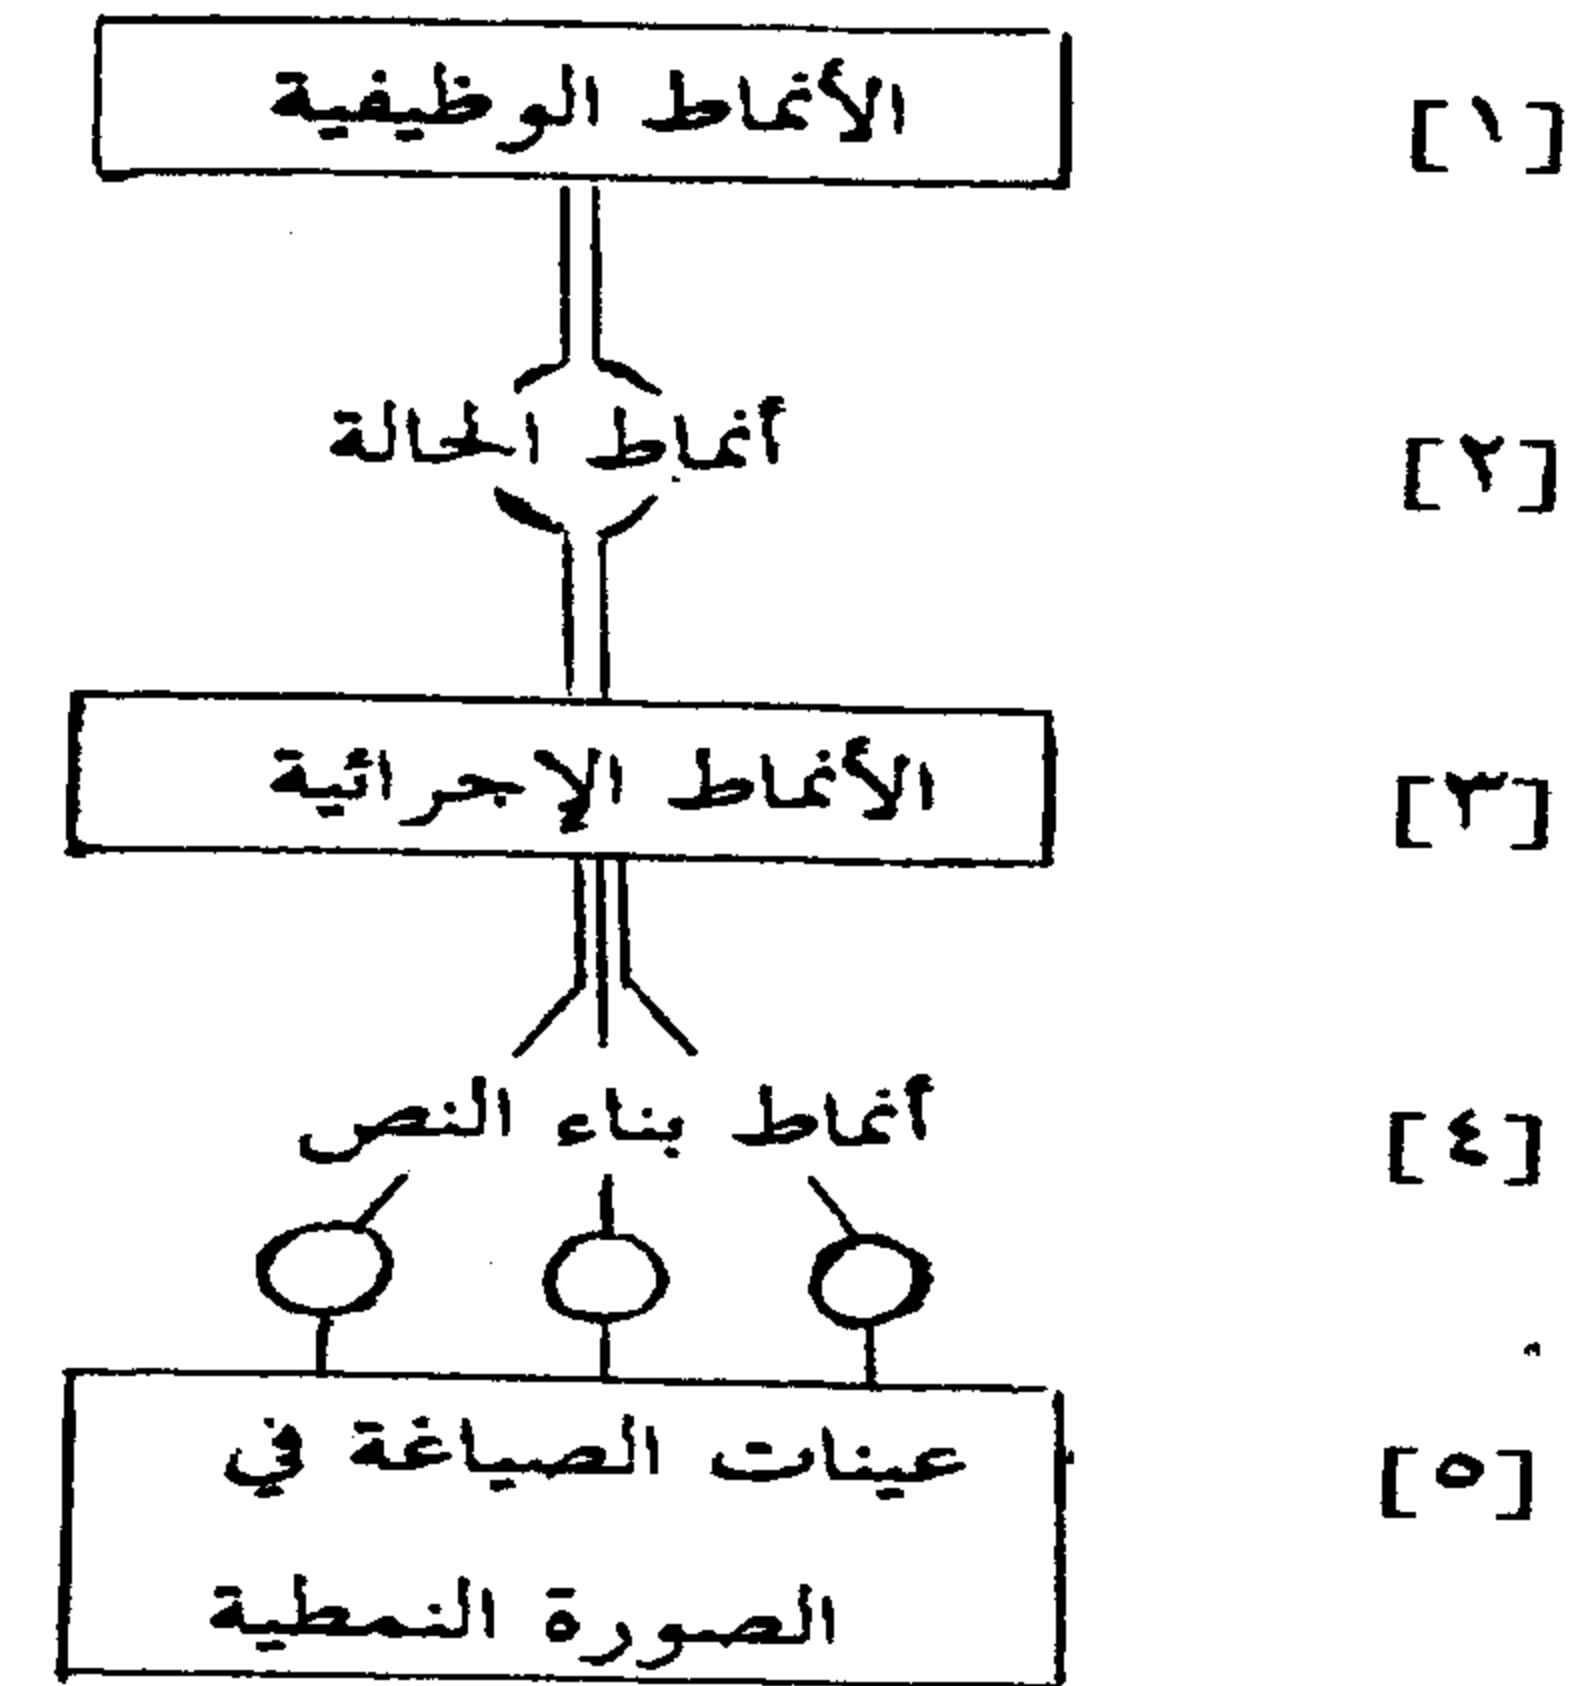 [١] الأنماط الوظيفية
[٢] أنماط الحالة
[٣] الأنماط الإجرائية
[٤] أنماط بناء النص
[٥] عينات الصياغة في
الصورة النمطية